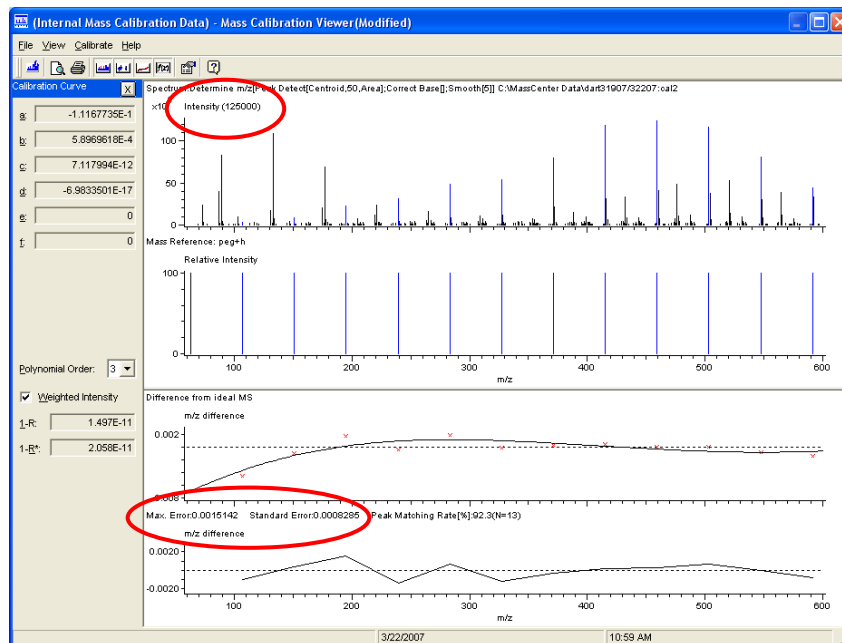 (Internal Mass Calibration Data) - Mass Calibration Viewer(Modified)
File View Calibrate Help
Calibration Curve X
a: -1.1167735E-1
b: 5.8969618E-4
c: 7.117994E-12
d: -6.9833501E-17
e: 0
f: 0
Polynomial Order: 3
Weighted Intensity
1-R: 1.497E-11
1-R*: 2.058E-11
Spectrum:Determine m/z[Peak Detect[Centroid,50,Area];Correct Base[];Smooth[5]] C:\MassCenter Data\dart31907/32207:cal2
Intensity (125000)
100
50
0
Mass Reference: peg+h
Relative Intensity
100
0
100 200 300 400 500 600
m/z
Difference from ideal MS
m/z difference
0.002
Max. Error:0.0015142 Standard Error:0.0008285 Peak Matching Rate[%]:92.3(N=13)
m/z difference
0.0020
-0.0020
100 200 300 400 500 600
m/z
3/22/2007 10:59 AM